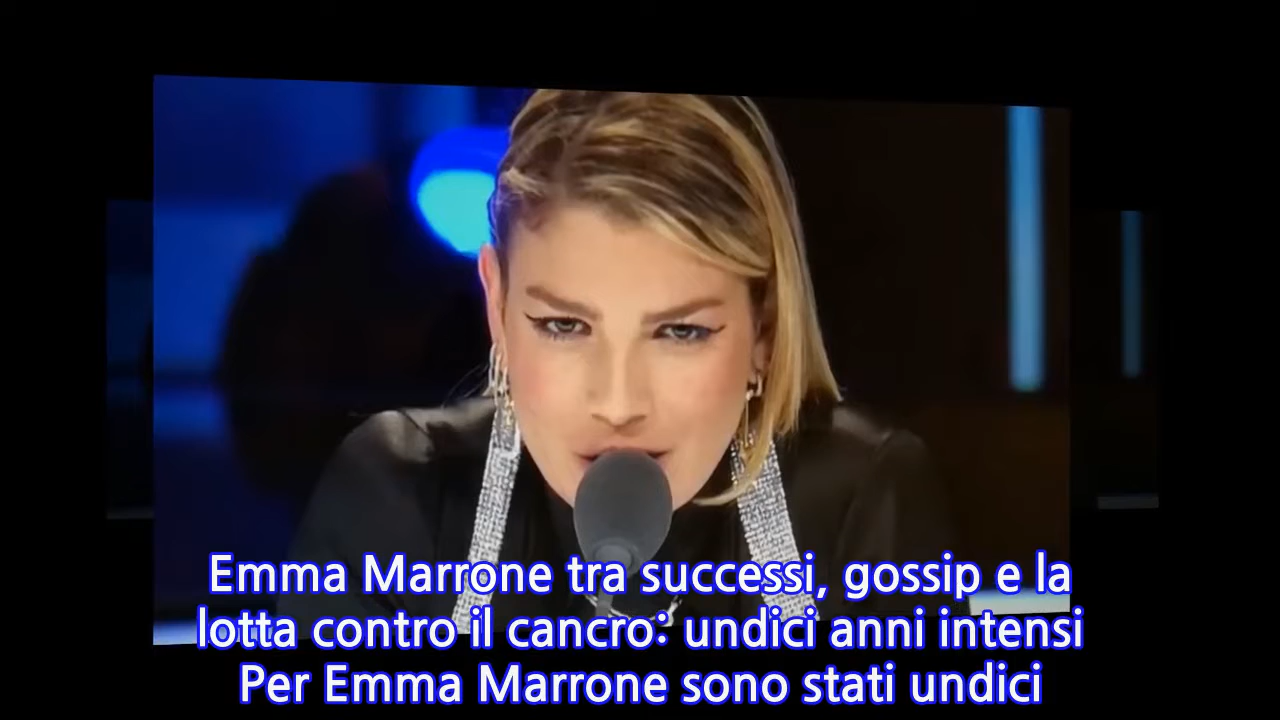 Emma Marrone tra successi, gossip e la
lotta contro il cancro: undici anni intensi
Per Emma Marrone sono stati undici